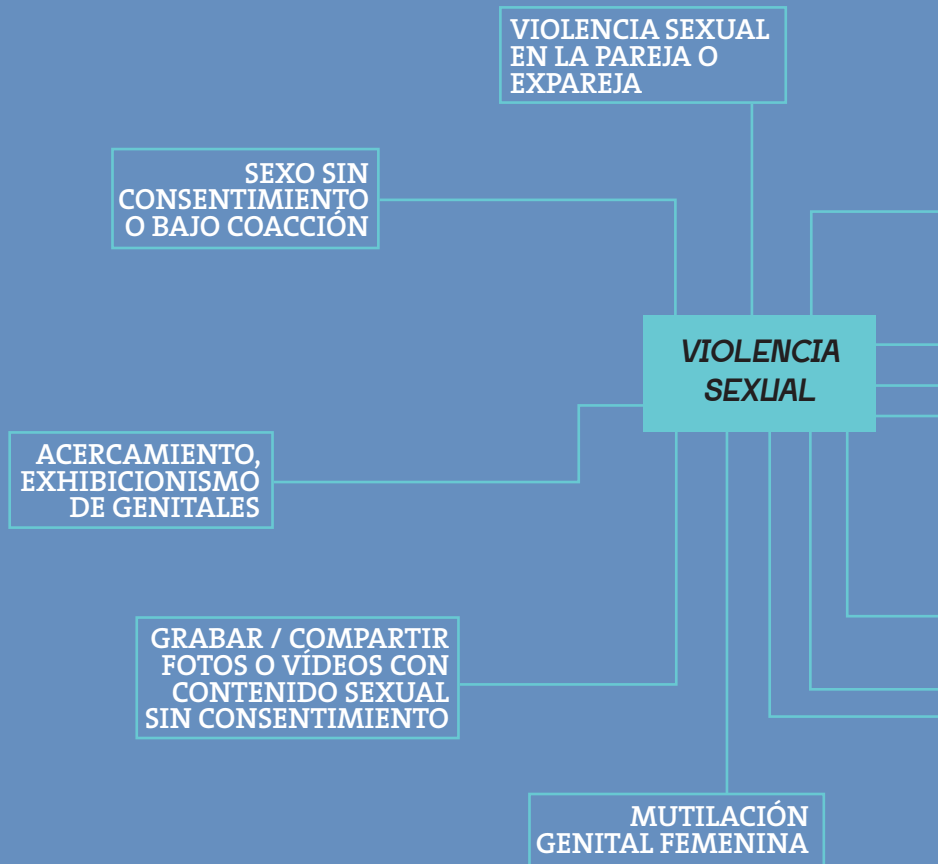 VIOLENCIA SEXUAL
EN LA PAREJA O
EXPAREJA
SEXO SIN
CONSENTIMIENTO
O BAJO COACCIÓN
VIOLENCIA
SEXUAL
ACERCAMIENTO,
EXHIBICIONISMO
DE GENITALES
GRABAR / COMPARTIR
FOTOS O VÍDEOS CON
CONTENIDO SEXUAL
SIN CONSENTIMIENTO
MUTILACIÓN
GENITAL FEMENINA